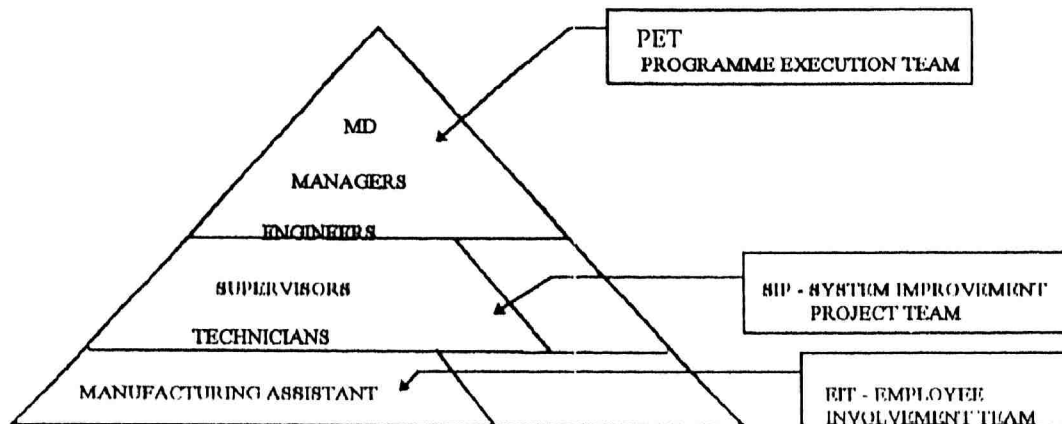 PET
PROGRAMME EXECUTION TEAM
MD
MANAGERS
ENGINEERS
SUPERVISORS
TECHNICIANS
SIP - SYSTEM IMPROVEMENT
PROJECT TEAM
MANUFACTURING ASSISTANT
EIT - EMPLOYEE
INVOLVEMENT TEAM